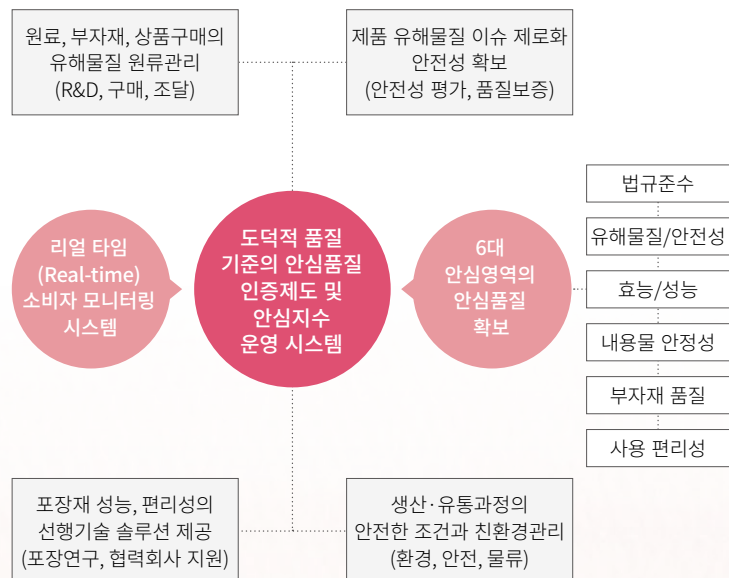 원료, 부자재, 상품구매의
유해물질 원류관리
(R&D, 구매, 조달)
제품 유해물질 이슈 제로화
안전성 확보
(안전성 평가, 품질보증)
리얼 타임
(Real-time)
소비자 모니터링
시스템
도덕적 품질
기준의 안심품질
인증제도 및
안심지수
운영 시스템
6대
안심영역의
안심품질
확보
법규준수
유해물질/안전성
효능/성능
내용물 안정성
부자재 품질
사용 편리성
포장재 성능, 편리성의
선행기술 솔루션 제공
(포장연구, 협력회사 지원)
생산·유통과정의
안전한 조건과 친환경관리
(환경, 안전, 물류)